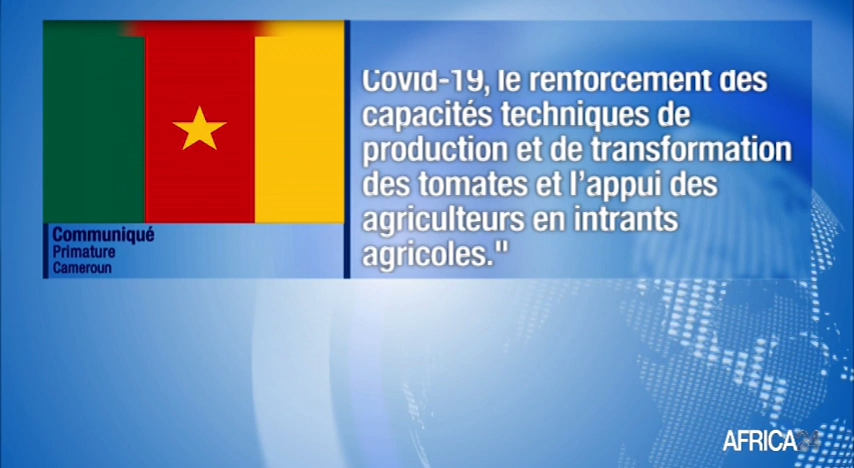 Covid-19, le renforcement des
capacités techniques de
production et de transformation
des tomates et l'appui des
agriculteurs en intrants
agricoles."
Communiqué
Primature
Cameroun
AFRICA24